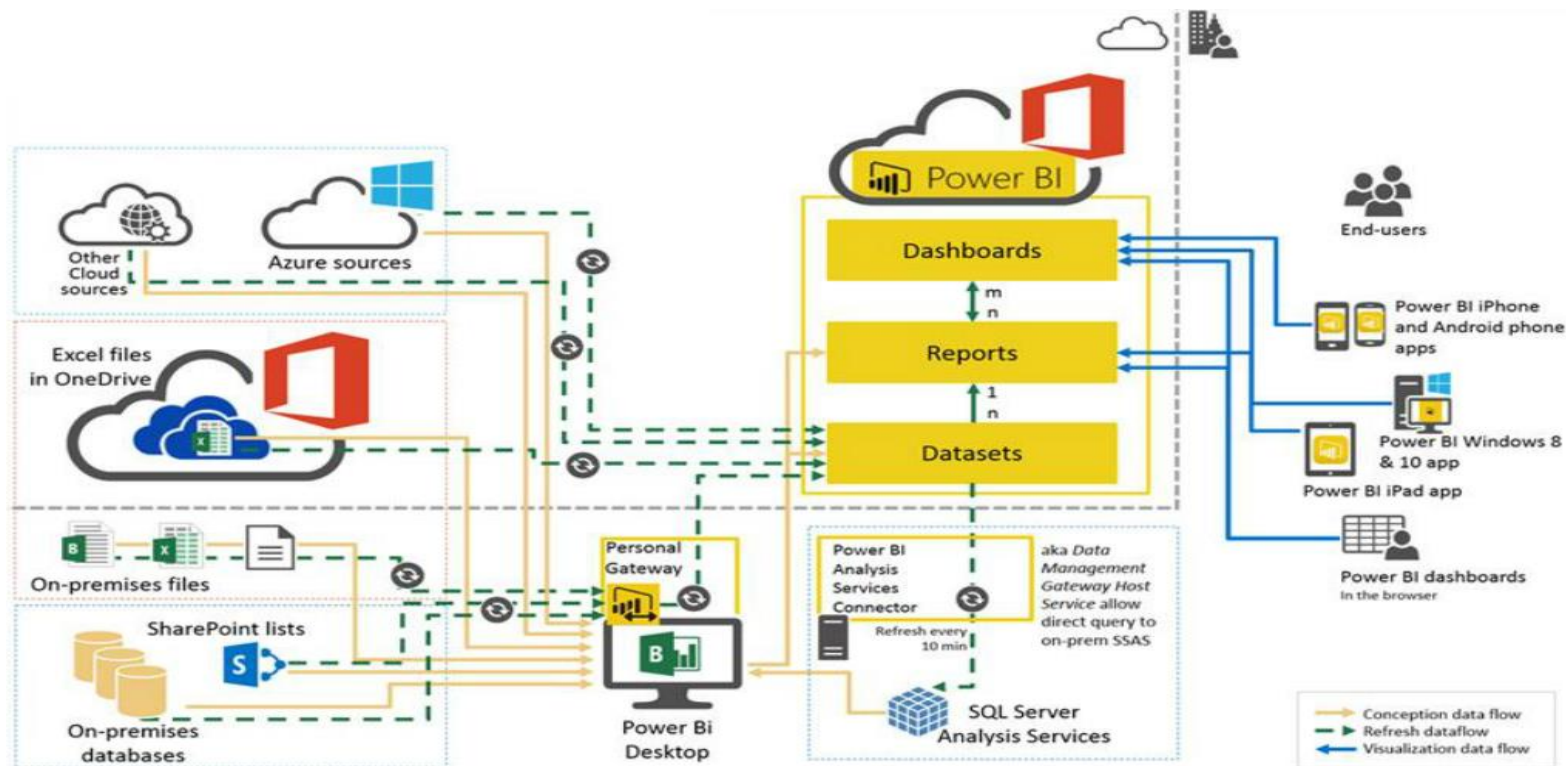 Power BI
Other
Cloud
sources
Azure sources
Dashboards
End-users
m
n
Power BI iPhone
and Android phone
apps
Excel files
in OneDrive
Reports
X
1
n
Power BI Windows 8
& 10 app
Datasets
Power BI iPad app
B
X
On-premises files
Personal
Gateway
Power BI
Analysis
Services
Connector
aka Data
Management
Gateway Host
Service allow
direct query to
on-prem SSAS
Power BI dashboards
In the browser
SharePoint lists
S
Refresh every
10 min
B
On-premises
databases
Power Bi
Desktop
SQL Server
Analysis Services
Conception data flow
Refresh dataflow
Visualization data flow